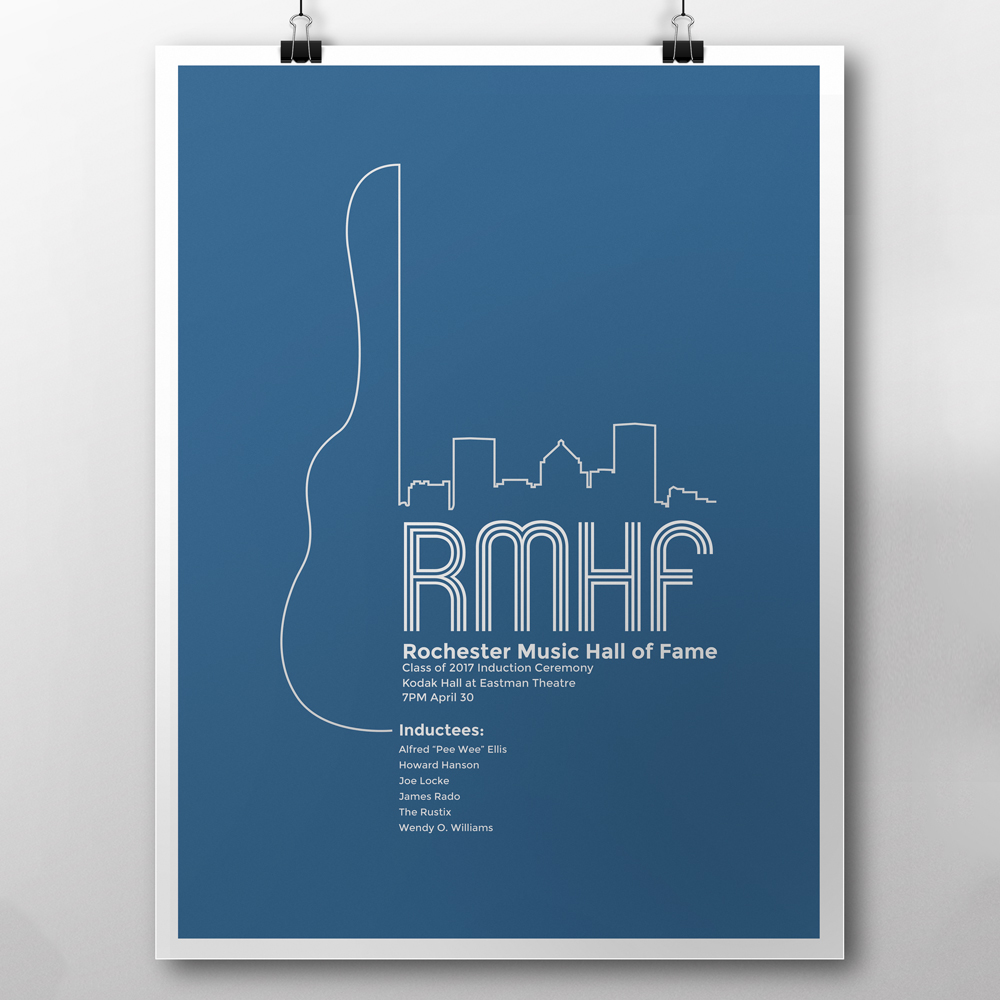 RMHF
Rochester Music Hall of Fame
Class of 2017 Induction Ceremony
Kodak Hall at Eastman Theatre
7PM April 30
Inductees:
Alfred "Pee Wee" Ellis
Howard Hanson
Joe Locke
James Rado
The Rustix
Wendy O. Williams